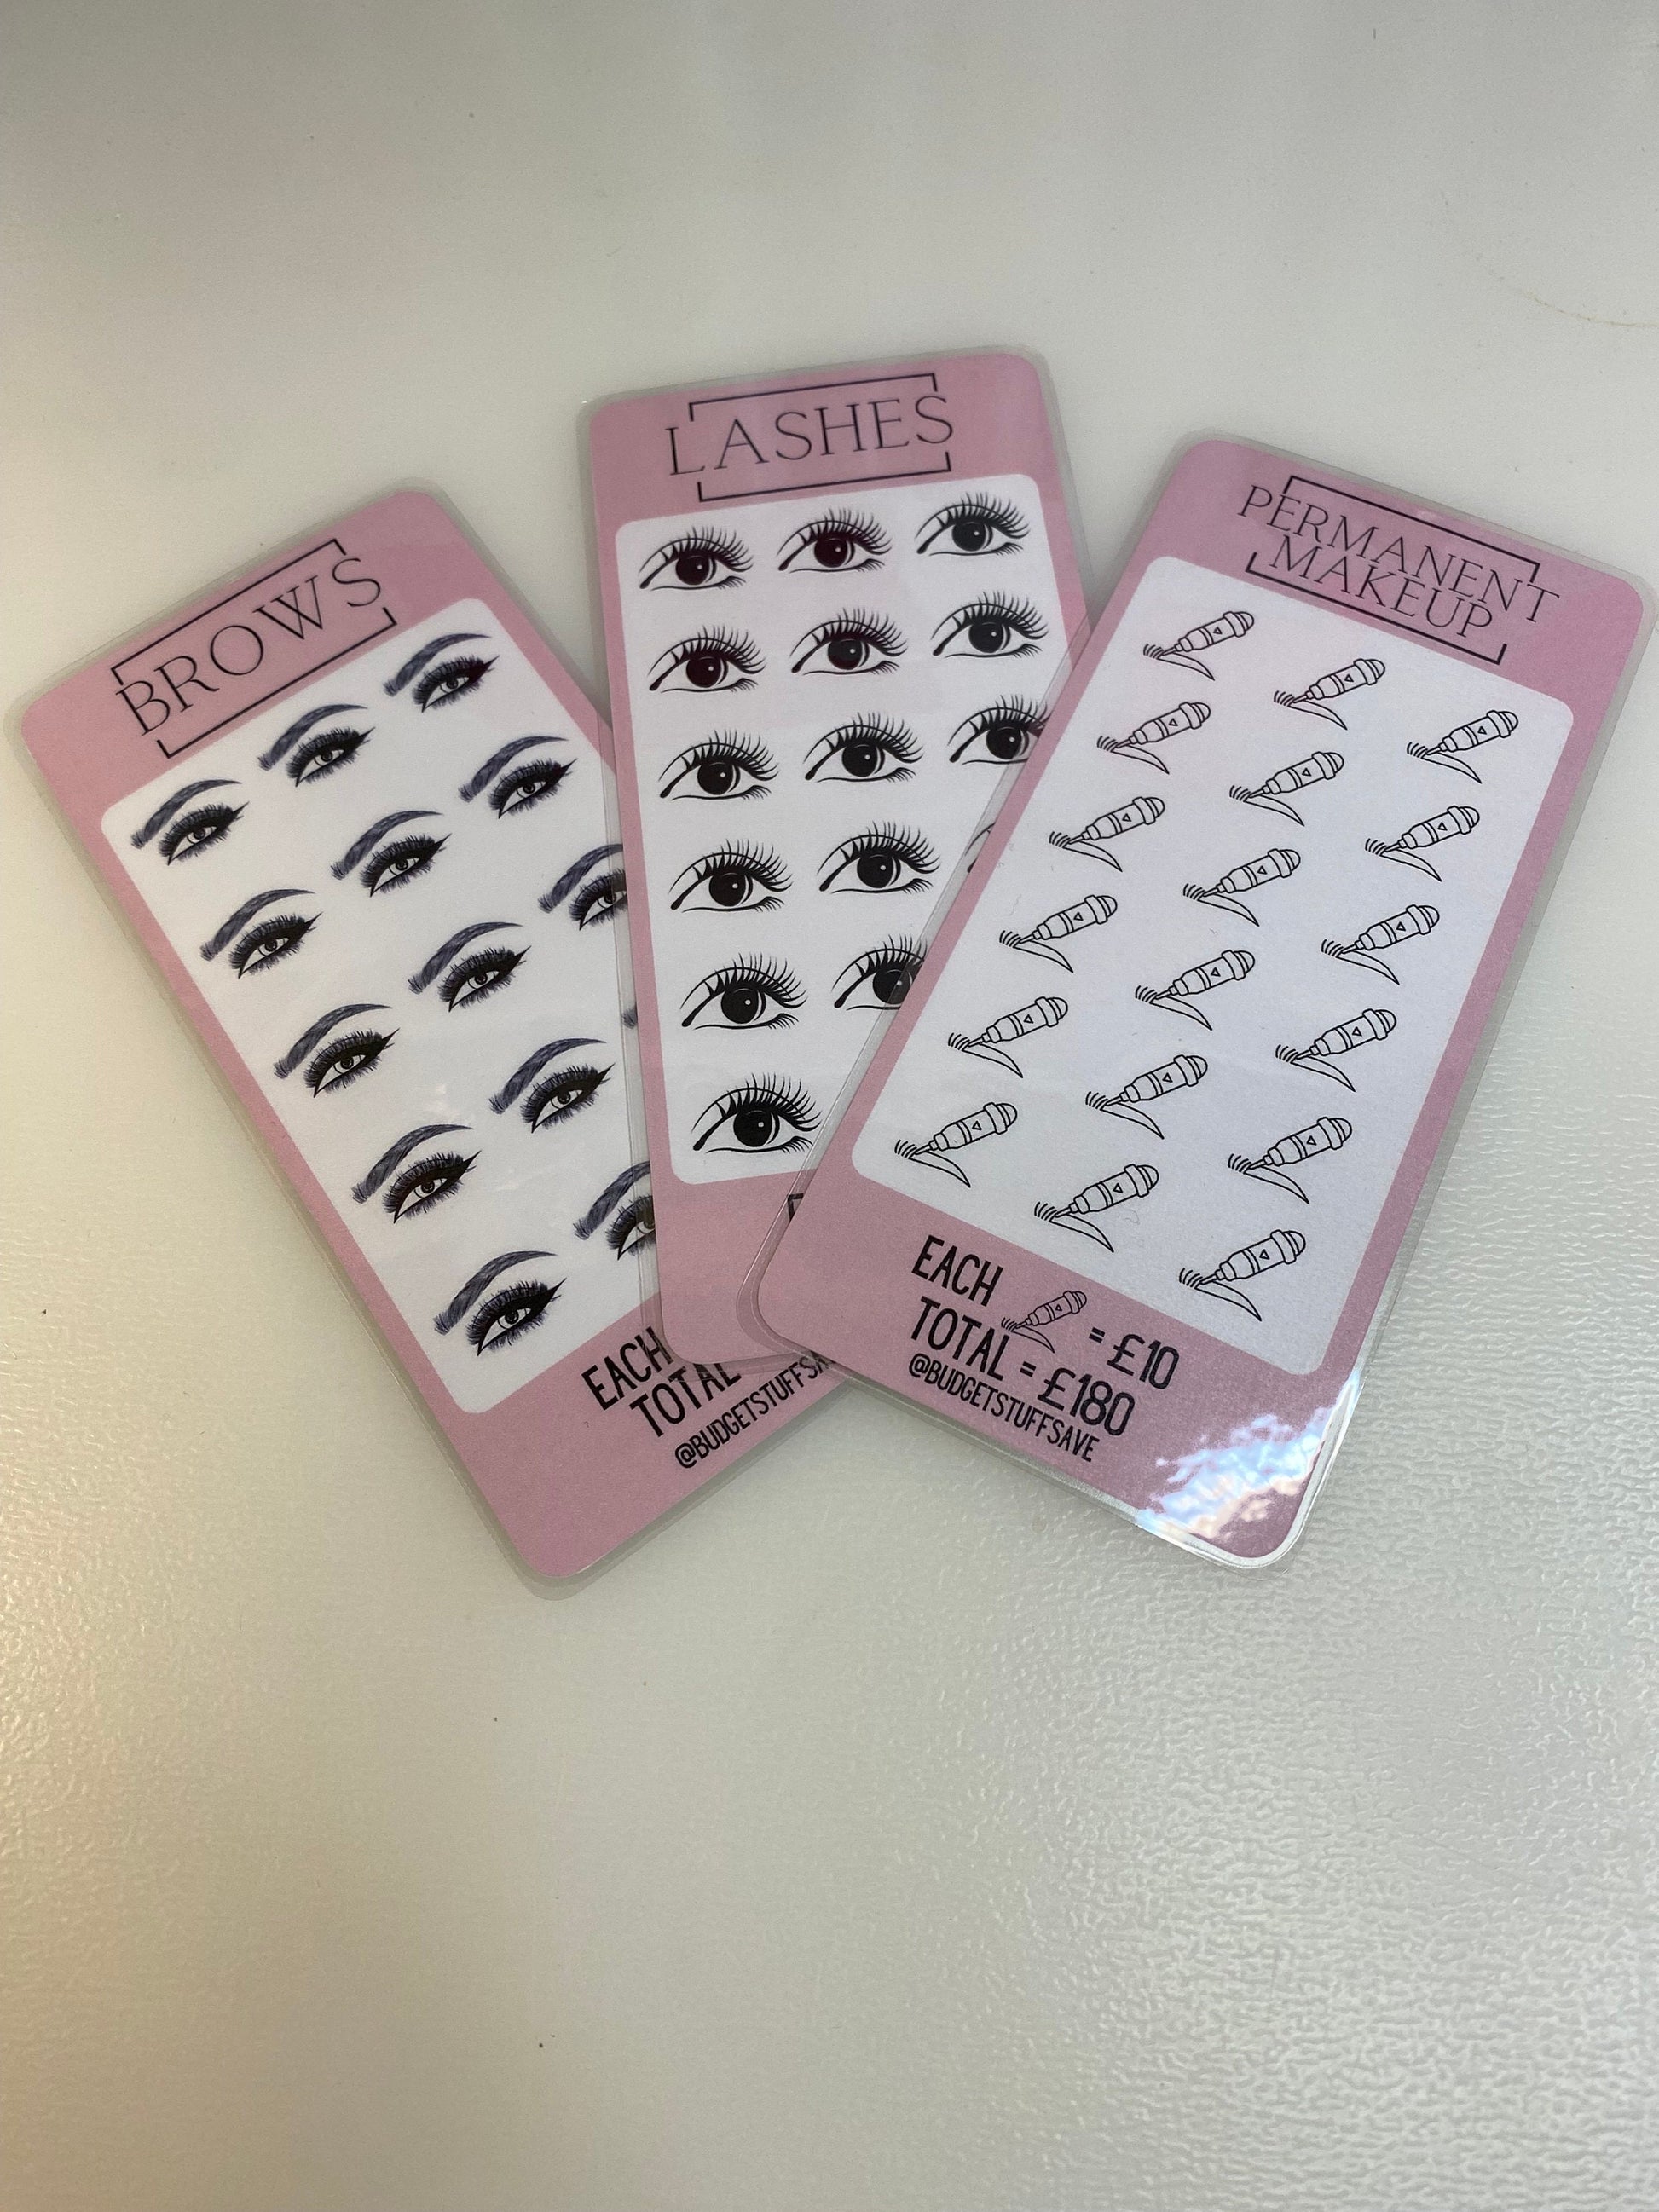 BROWS
EACH
TOTAL
LASHES
PERMANENT
MAKEUP
EACH = £10
TOTAL = £180
@BUDGETSTUFFSAVE